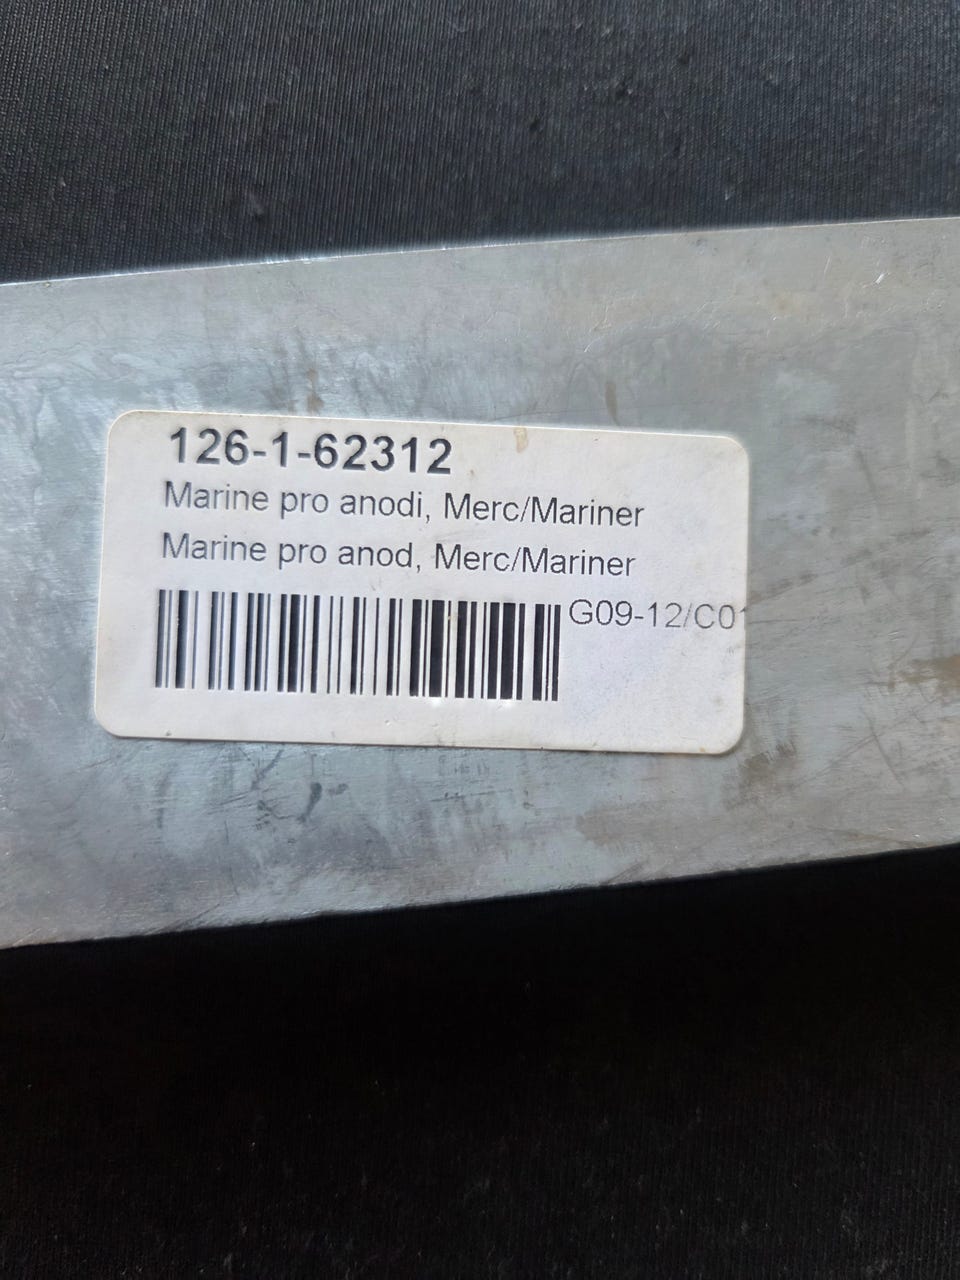 126-1-62312
Marine pro anodi, Merc/Mariner
Marine pro anod, Merc/Mariner
G09-12/C01